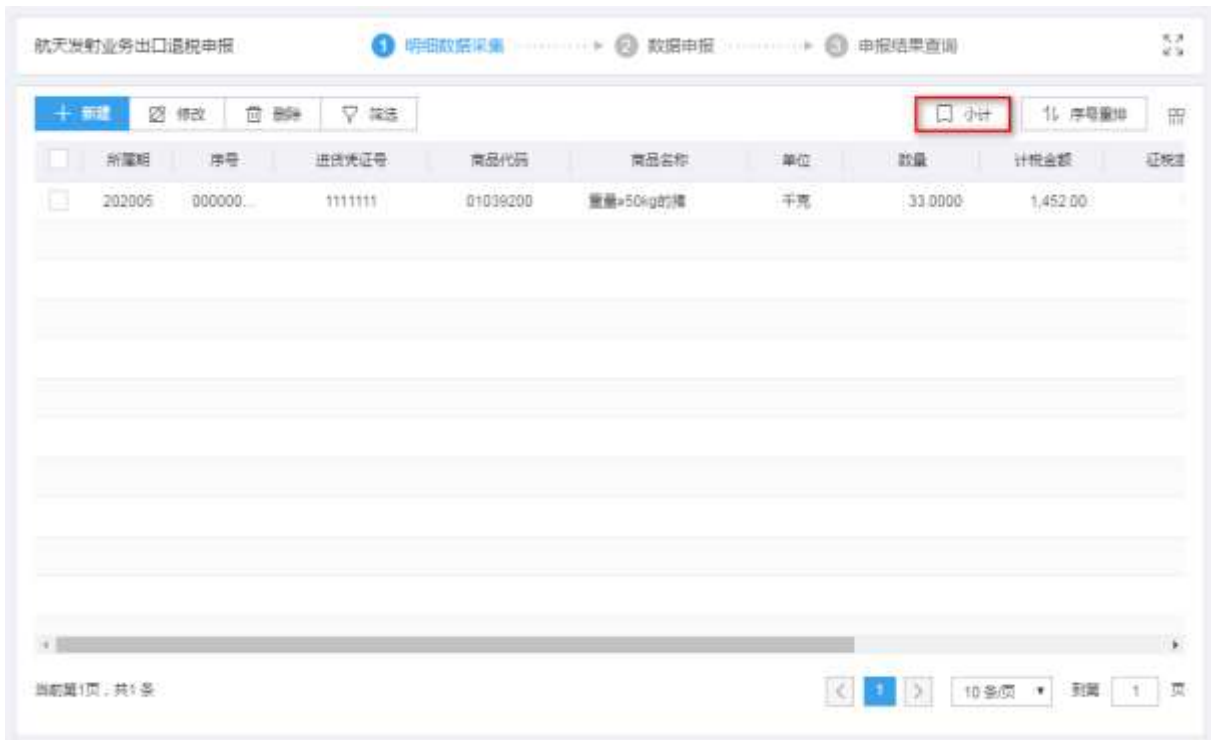 航天发射业务出口退税申报 1 明细数据采集 2 数据申报 3 申报结果查询
新建 修改 删除 筛选 小计 序号重排
所属期 序号 进货凭证号 商品代码 商品名称 单位 数量 计税金额 征税
202005 000000... 1111111 01039200 重量≥50kg的猪 千克 33.0000 1,452.00
当前第1页，共1条 1 10 条/页 到第 1 页